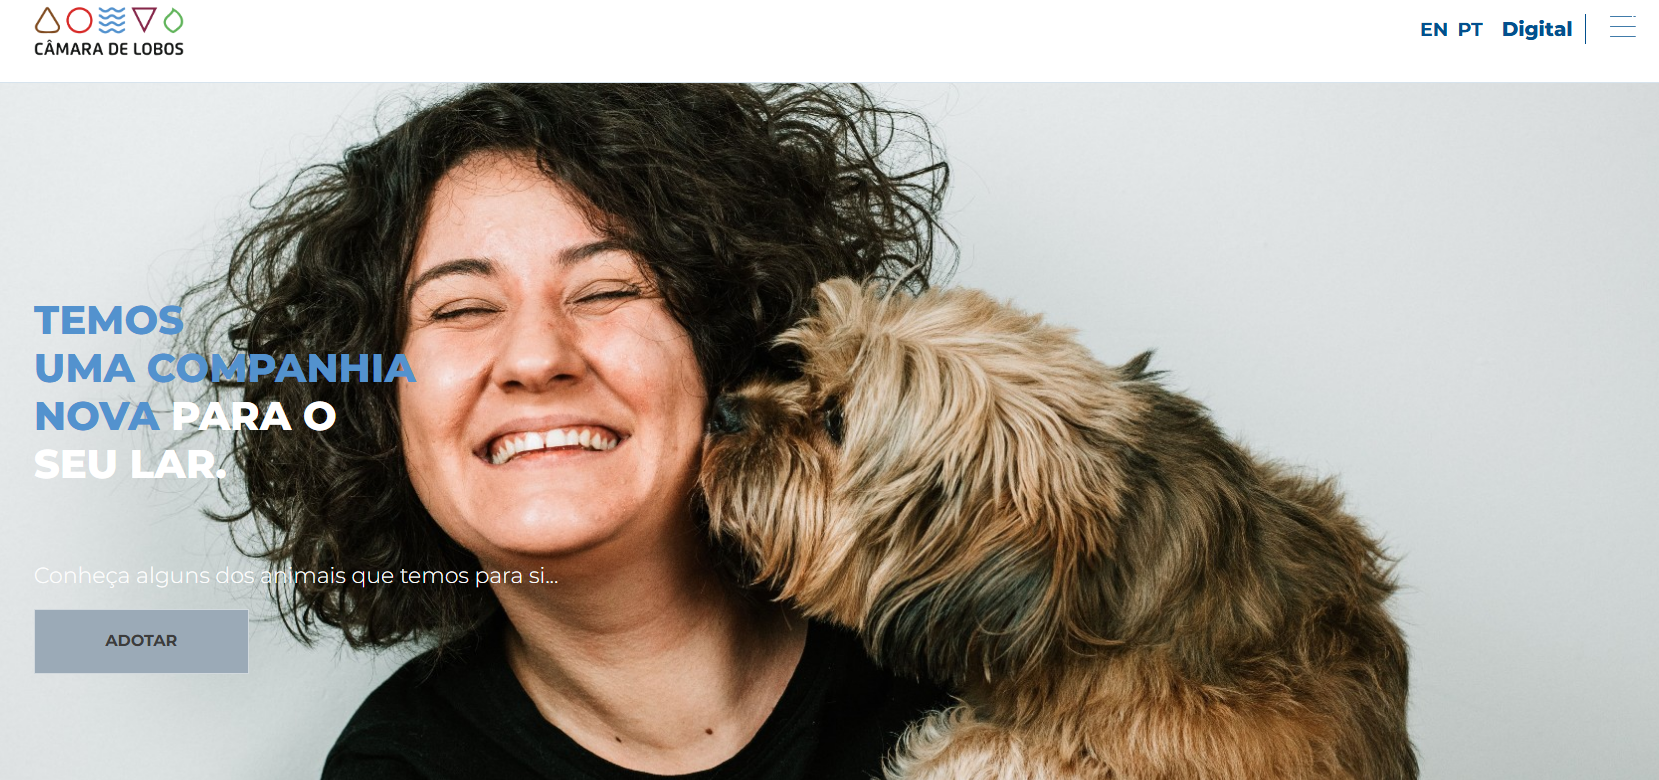 CÂMARA DE LOBOS
EN PT Digital
TEMOS
UMA COMPANHIA
NOVA PARA O
SEU LAR.
Conheça alguns dos animais que temos para si...
ADOTAR